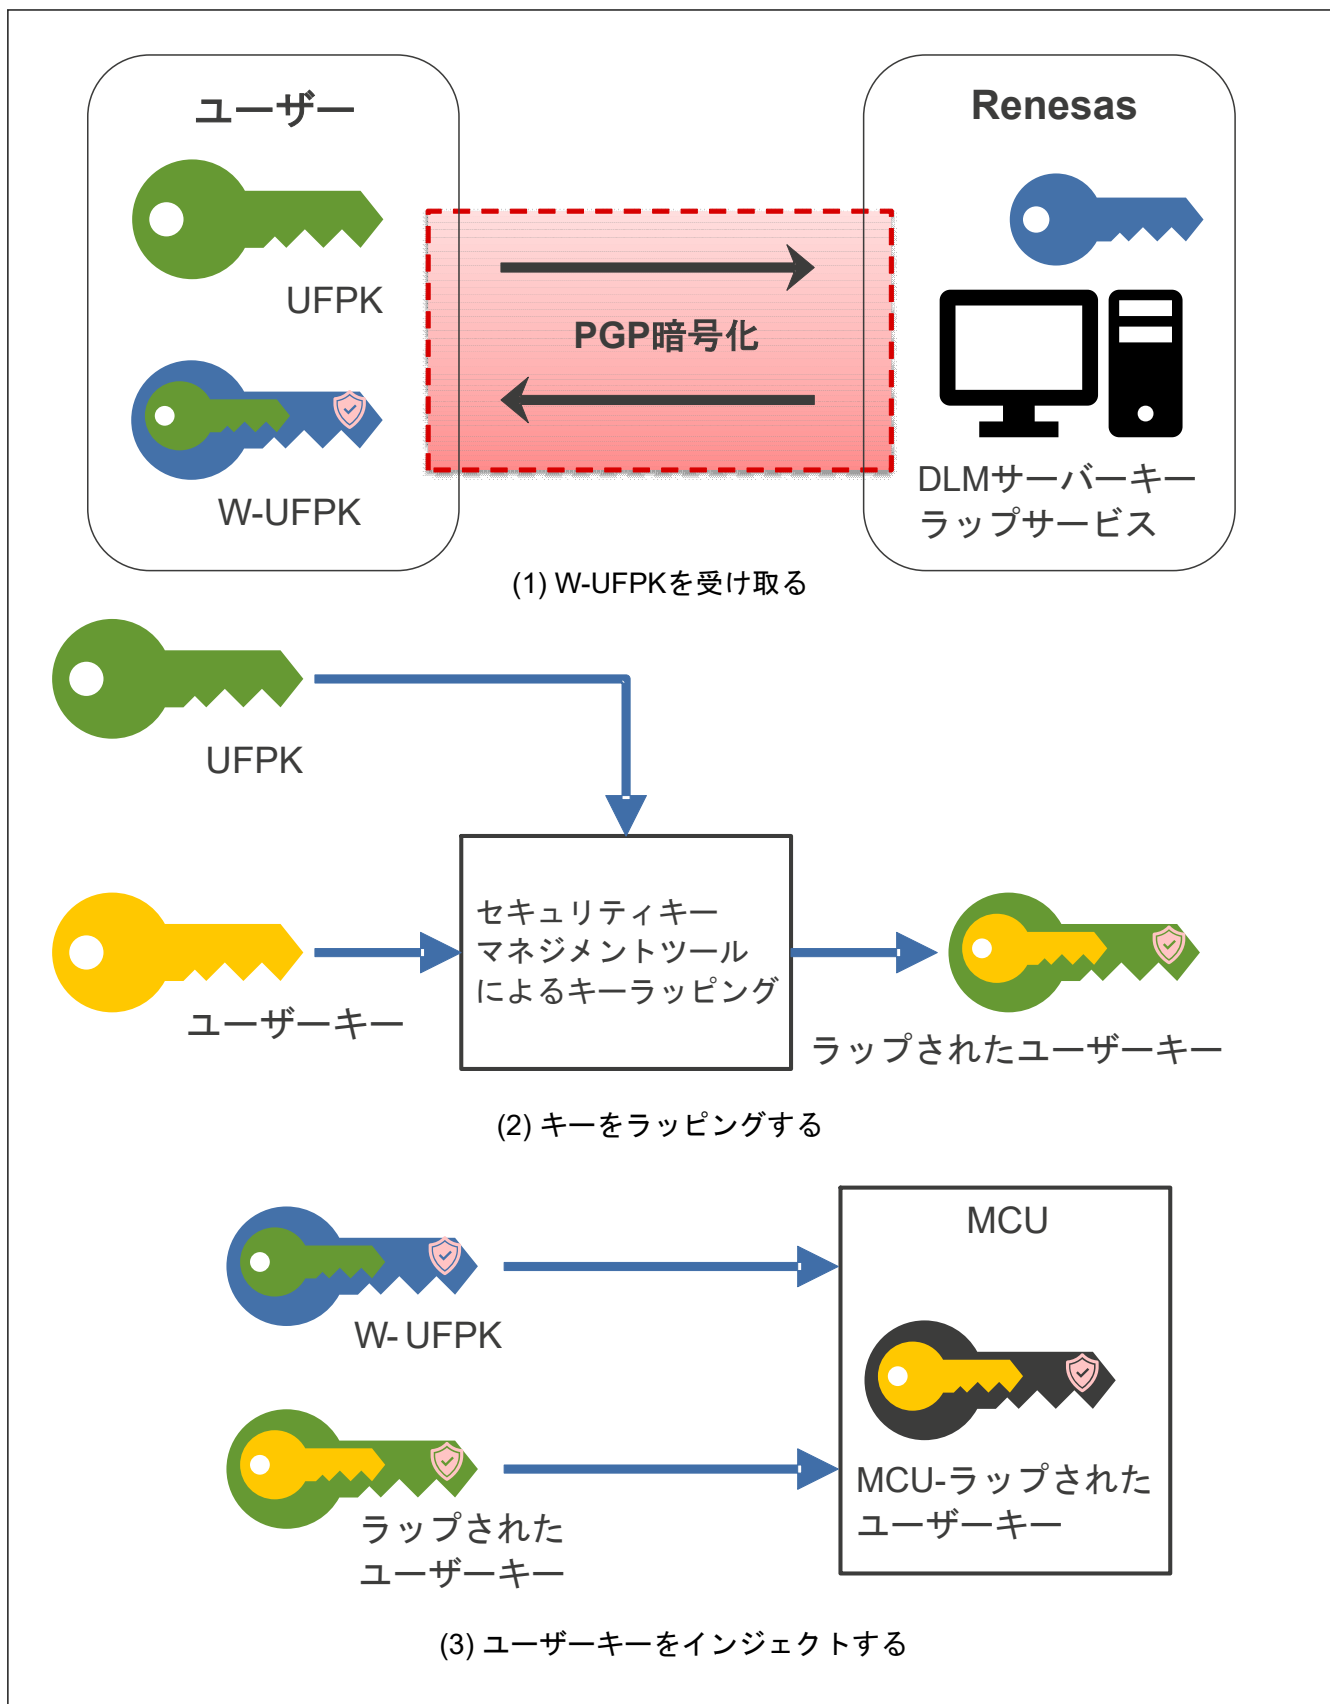 ユーザー
Renesas
UFPK
PGP暗号化
W-UFPK
DLMサーバーキー
ラップサービス
(1) W-UFPKを受け取る
UFPK
セキュリティキー
マネジメントツール
によるキーラッピング
ユーザーキー
ラップされたユーザーキー
(2) キーをラッピングする
MCU
W- UFPK
MCU-ラップされた
ユーザーキー
ラップされた
ユーザーキー
(3) ユーザーキーをインジェクトする